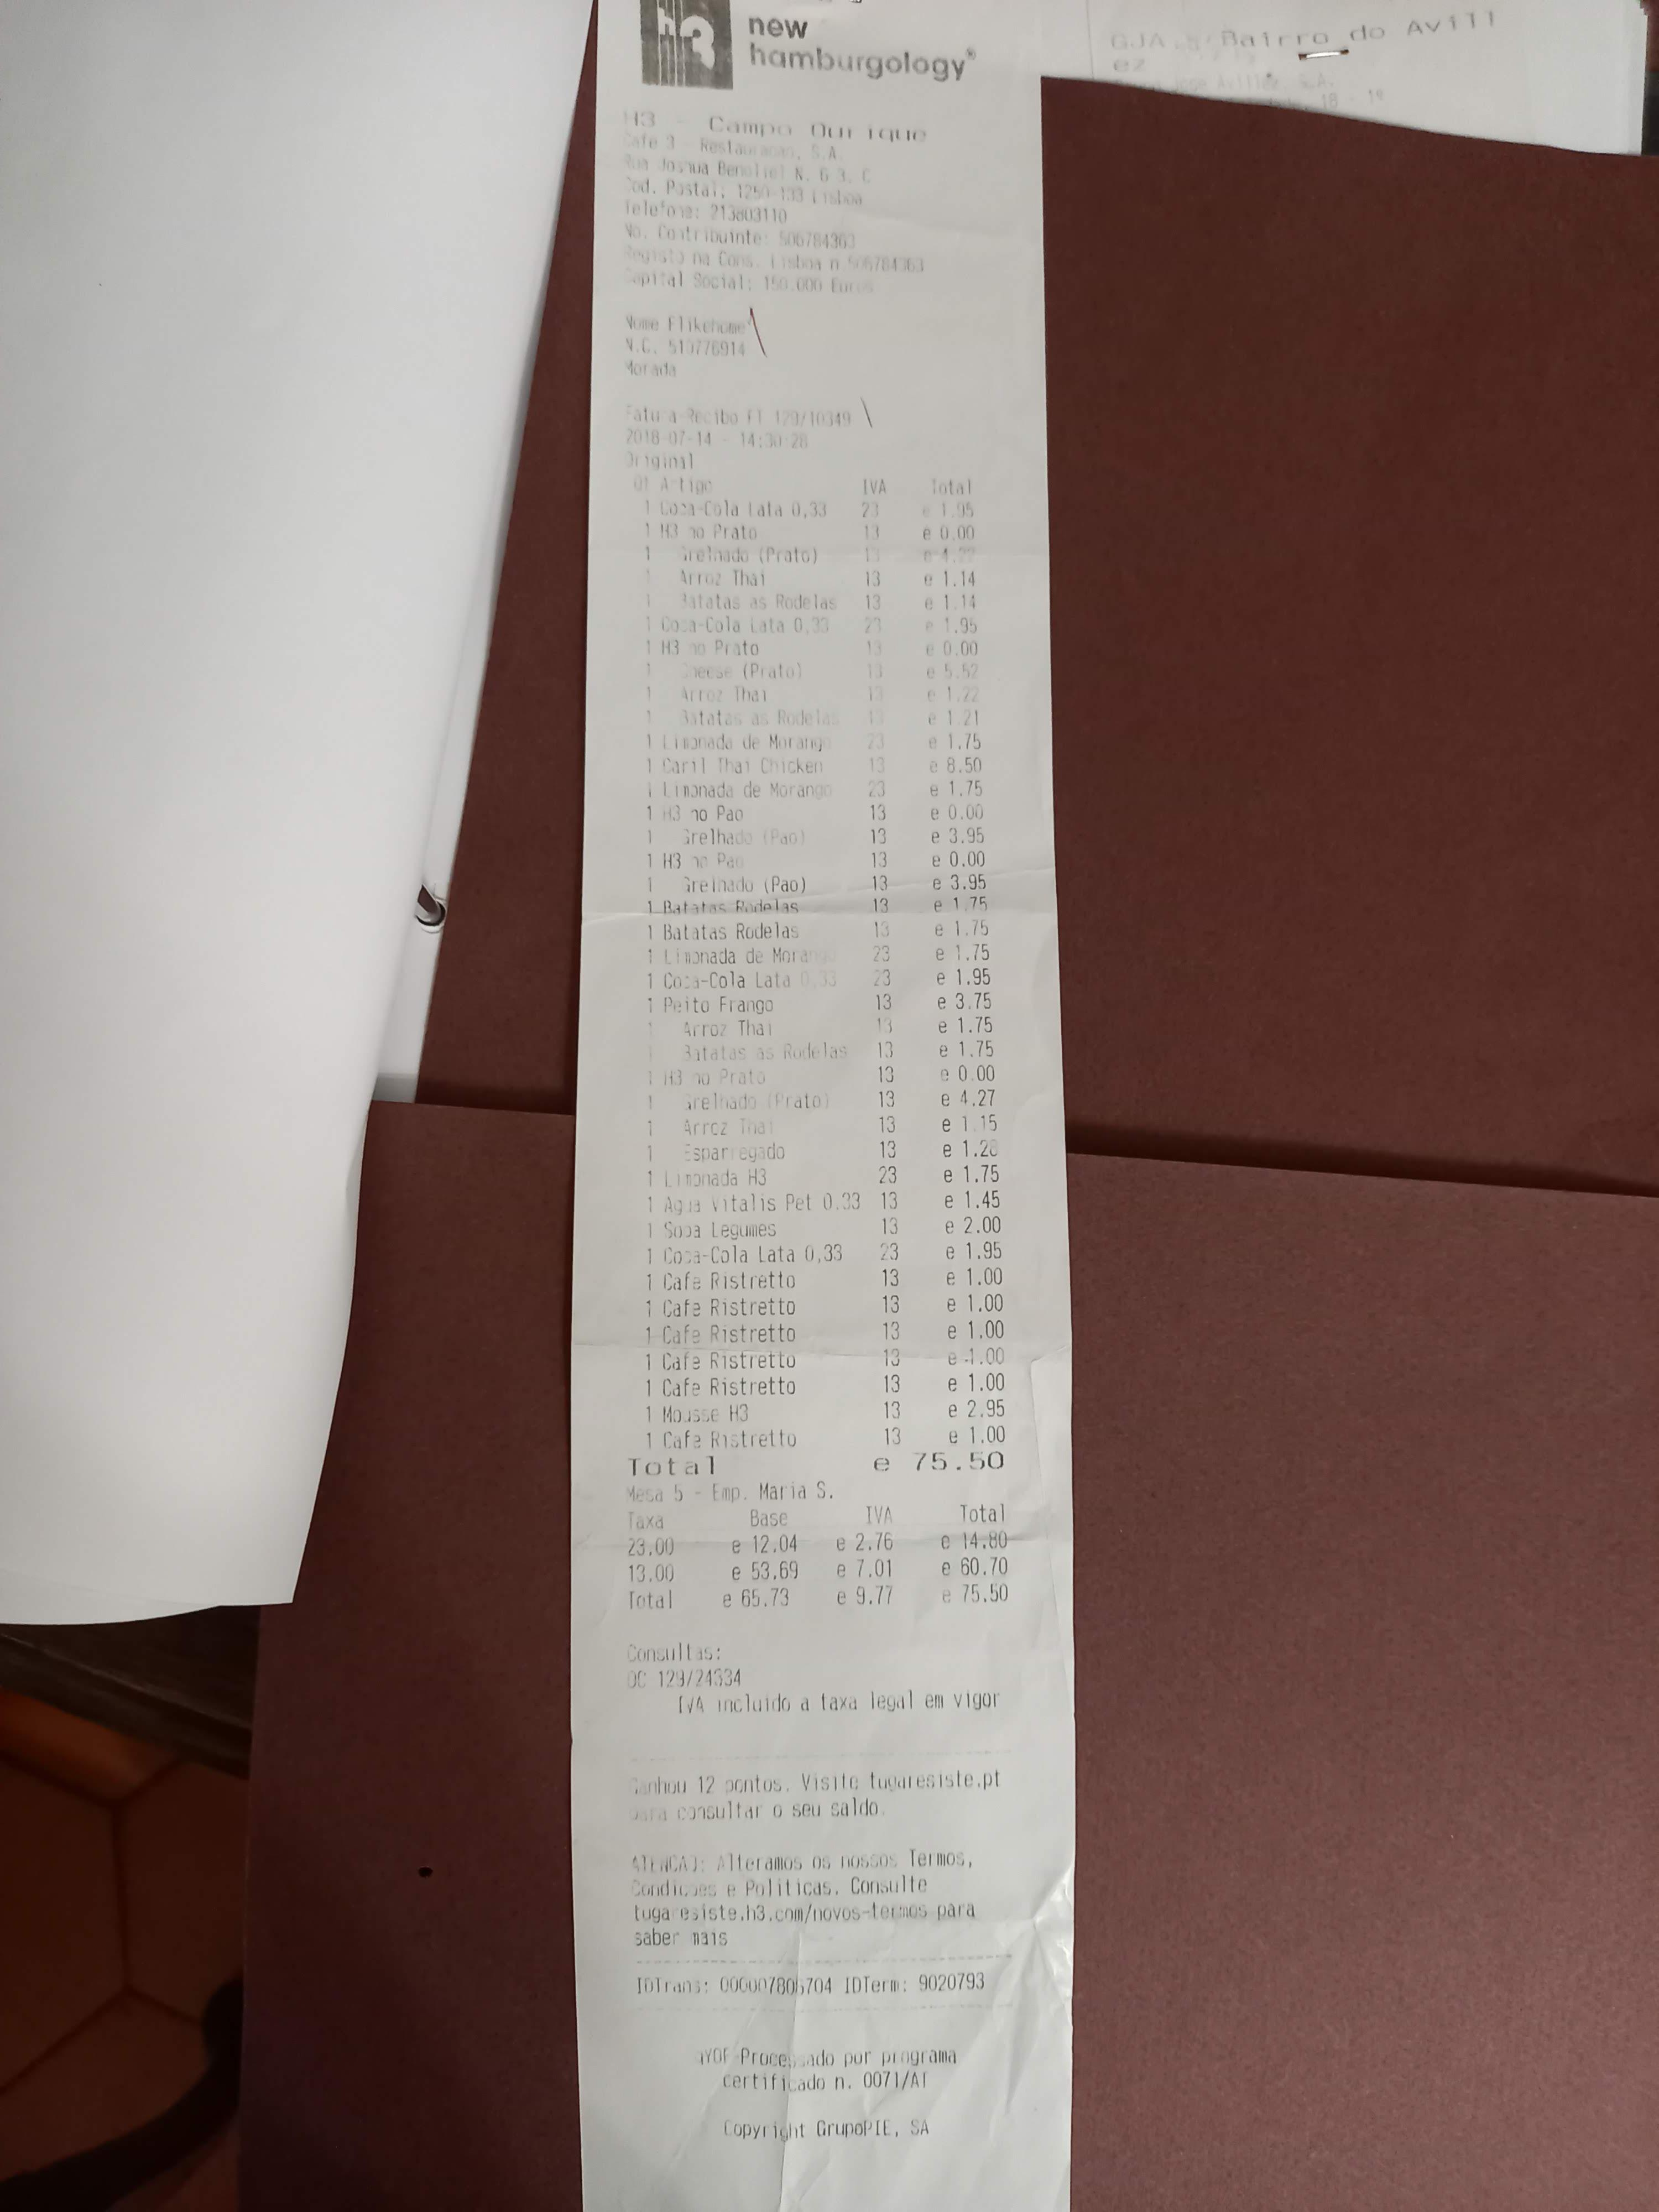 h3 new
hamburgology®
GJA - Bairro do Avill
ez
S.A.
1B - 1º
H3 - Campo Ourique
Cafe 3 - Restauracao, S.A.
Rua Joshua Benoliel N. 6 3. C
Cod. Postal: 1250-133 Lisboa
Telefone: 213803110
No. Contribuinte: 506784363
Registo na Cons. Lisboa n.506784363
Capital Social: 150.000 Euros
Nome Flikehome
N.C. 513776914
Morada
Fatura-Recibo FT 129/10349
2018-07-14 - 14:30:28
Original
Qt Artigo IVA Total
1 Coca-Cola Lata 0,33 23 e 1.95
1 H3 no Prato 13 e 0.00
1 Grelhado (Prato) 13
1 Arroz Thai 13 e 1.14
1 Batatas as Rodelas 13 e 1.14
1 Coca-Cola Lata 0,33 23 e 1.95
1 H3 no Prato 13 e 0.00
1 Cheese (Prato) 13 e 5.52
1 Arroz Thai 13 e 1.22
1 Batatas as Rodelas 13 e 1.21
1 Limonada de Morango 23 e 1.75
1 Caril Thai Chicken 13 e 8.50
1 Limonada de Morango 23 e 1.75
1 H3 no Pao 13 e 0.00
1 Grelhado (Pao) 13 e 3.95
1 H3 no Pao 13 e 0.00
1 Grelhado (Pao) 13 e 3.95
1 Batatas Rodelas 13 e 1.75
1 Batatas Rodelas 13 e 1.75
1 Limonada de Morango 23 e 1.75
1 Coca-Cola Lata 0,33 23 e 1.95
1 Peito Frango 13 e 3.75
1 Arroz Thai 13 e 1.75
1 Batatas as Rodelas 13 e 1.75
1 H3 no Prato 13 e 0.00
1 Grelhado (Prato) 13 e 4.27
1 Arroz Thai 13 e 1.15
1 Esparregado 13 e 1.28
1 Limonada H3 23 e 1.75
1 Agua Vitalis Pet 0.33 13 e 1.45
1 Sopa Legumes 13 e 2.00
1 Coca-Cola Lata 0,33 23 e 1.95
1 Cafe Ristretto 13 e 1.00
1 Cafe Ristretto 13 e 1.00
1 Cafe Ristretto 13 e 1.00
1 Cafe Ristretto 13 e 1.00
1 Cafe Ristretto 13 e 1.00
1 Mousse H3 13 e 2.95
1 Cafe Ristretto 13 e 1.00
Total e 75.50
Mesa 5 - Emp. Maria S.
Taxa Base IVA Total
23.00 e 12.04 e 2.76 e 14.80
13.00 e 53.69 e 7.01 e 60.70
Total e 65.73 e 9.77 e 75.50
Consultas:
OC 129/24334
IVA incluido a taxa legal em vigor
Ganhou 12 pontos. Visite tugaresiste.pt
para consultar o seu saldo.
ATENCAO: Alteramos os nossos Termos,
Condicoes e Politicas. Consulte
tugaresiste.h3.com/novos-termos para
saber mais
IDTrans: 000007806704 IDTerm: 9020793
qYOF-Processado por programa
certificado n. 0071/AT
Copyright GrupoPIE, SA